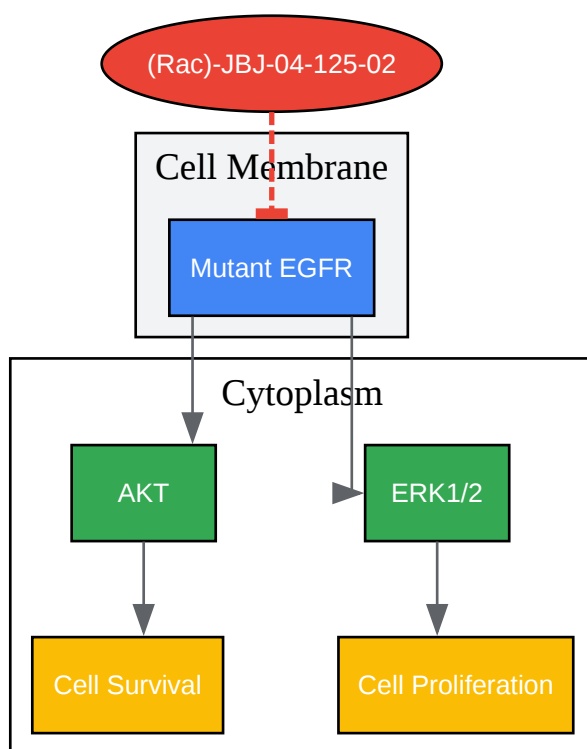 (Rac)-JBJ-04-125-02
Cell Membrane
Mutant EGFR
Cytoplasm
AKT
ERK1/2
Cell Survival
Cell Proliferation